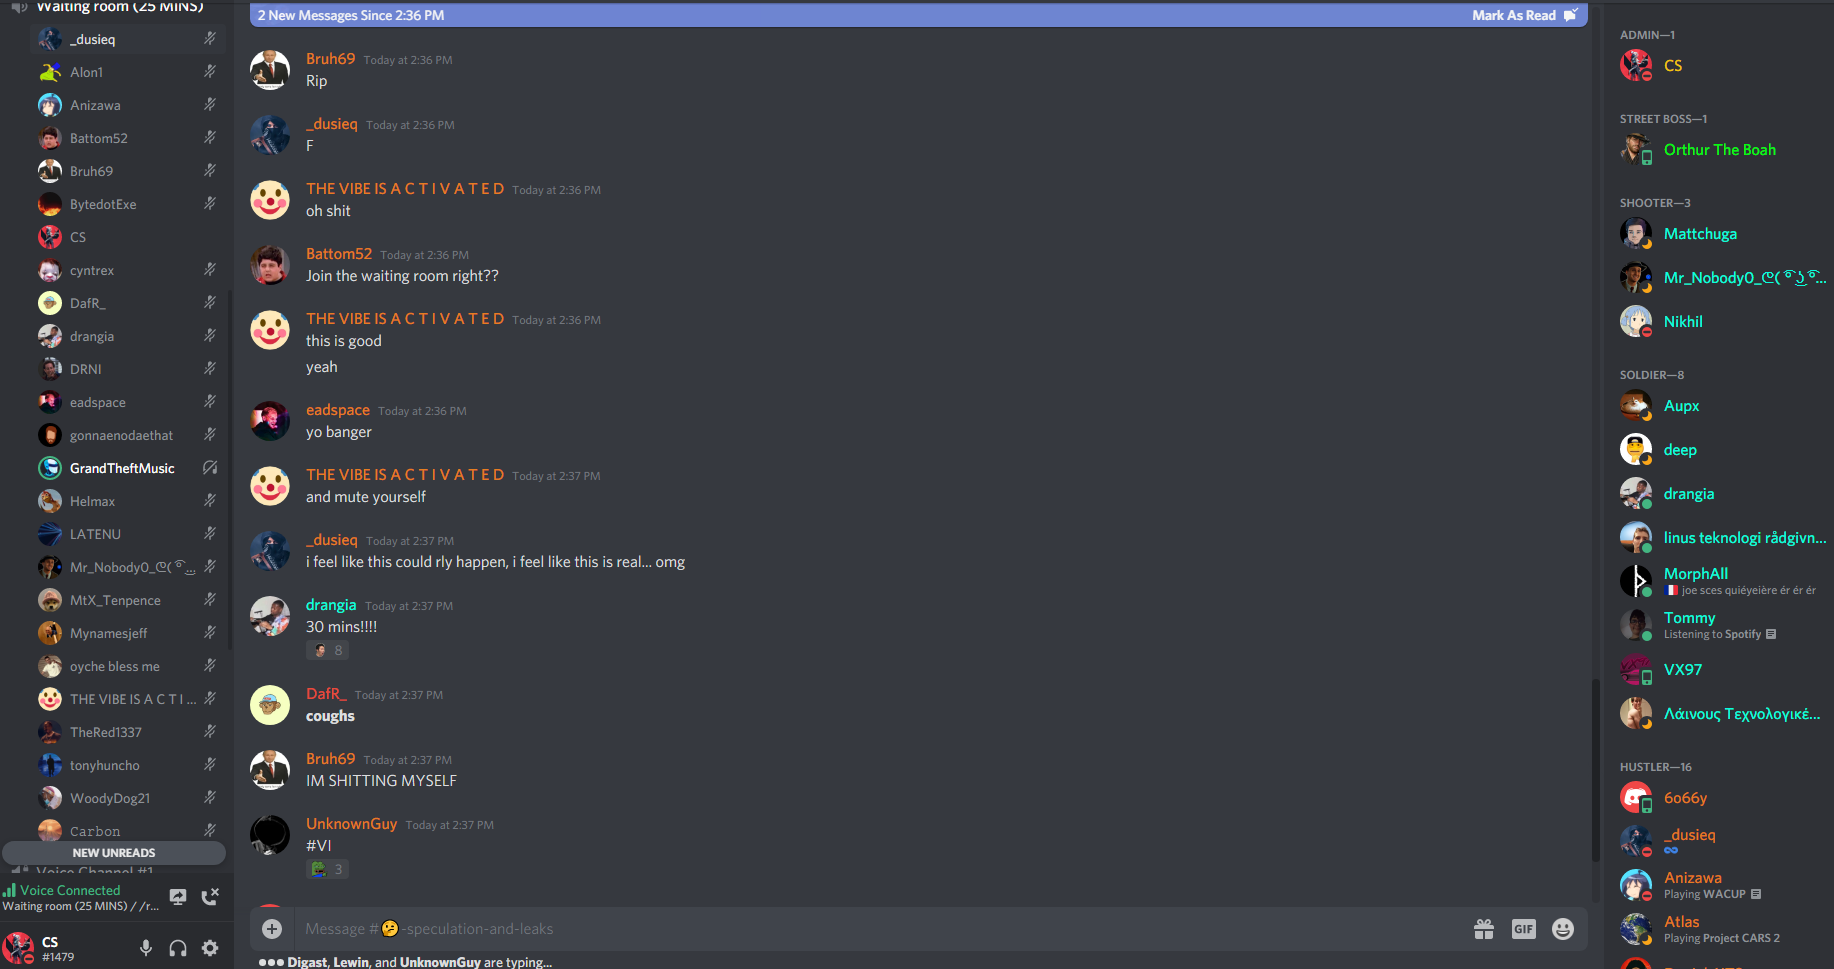 Waiting room (25 MINS)
_dusieq
Alon1
Anizawa
Battom52
Bruh69
BytedotExe
CS
cyntrex
DafR_
drangia
DRNI
eadspace
gonnaenodaethat
GrandTheftMusic
Helmax
LATENU
Mr_Nobody0_ლ( ͡° ͜ ...
MtX_Tenpence
Mynamesjeff
oyche bless me
THE VIBE IS A C T I ...
TheRed1337
tonyhuncho
WoodyDog21
Carbon
NEW UNREADS
Voice Channel #1
Voice Connected
Waiting room (25 MINS) / /r...
CS
#1479
2 New Messages Since 2:36 PM
Mark As Read
Bruh69 Today at 2:36 PM
Rip
_dusieq Today at 2:36 PM
F
THE VIBE IS A C T I V A T E D Today at 2:36 PM
oh shit
Battom52 Today at 2:36 PM
Join the waiting room right??
THE VIBE IS A C T I V A T E D Today at 2:36 PM
this is good
yeah
eadspace Today at 2:36 PM
yo banger
THE VIBE IS A C T I V A T E D Today at 2:37 PM
and mute yourself
_dusieq Today at 2:37 PM
i feel like this could rly happen, i feel like this is real... omg
drangia Today at 2:37 PM
30 mins!!!!
8
DafR_ Today at 2:37 PM
coughs
Bruh69 Today at 2:37 PM
IM SHITTING MYSELF
UnknownGuy Today at 2:37 PM
#VI
3
Message #🤔-speculation-and-leaks
GIF
Digast, Lewin, and UnknownGuy are typing...
ADMIN—1
CS
STREET BOSS—1
Orthur The Boah
SHOOTER—3
Mattchuga
Mr_Nobody0_ლ( ͡° ͜ʖ ͡°...
Nikhil
SOLDIER—8
Aupx
deep
drangia
linus teknologi rådgivn...
MorphAll
🇫🇷 joe sces quiéyeière ér ér ér
Tommy
Listening to Spotify
VX97
Λάινους Τεχνολογικέ...
HUSTLER—16
6o66y
_dusieq
Anizawa
Playing WACUP
Atlas
Playing Project CARS 2